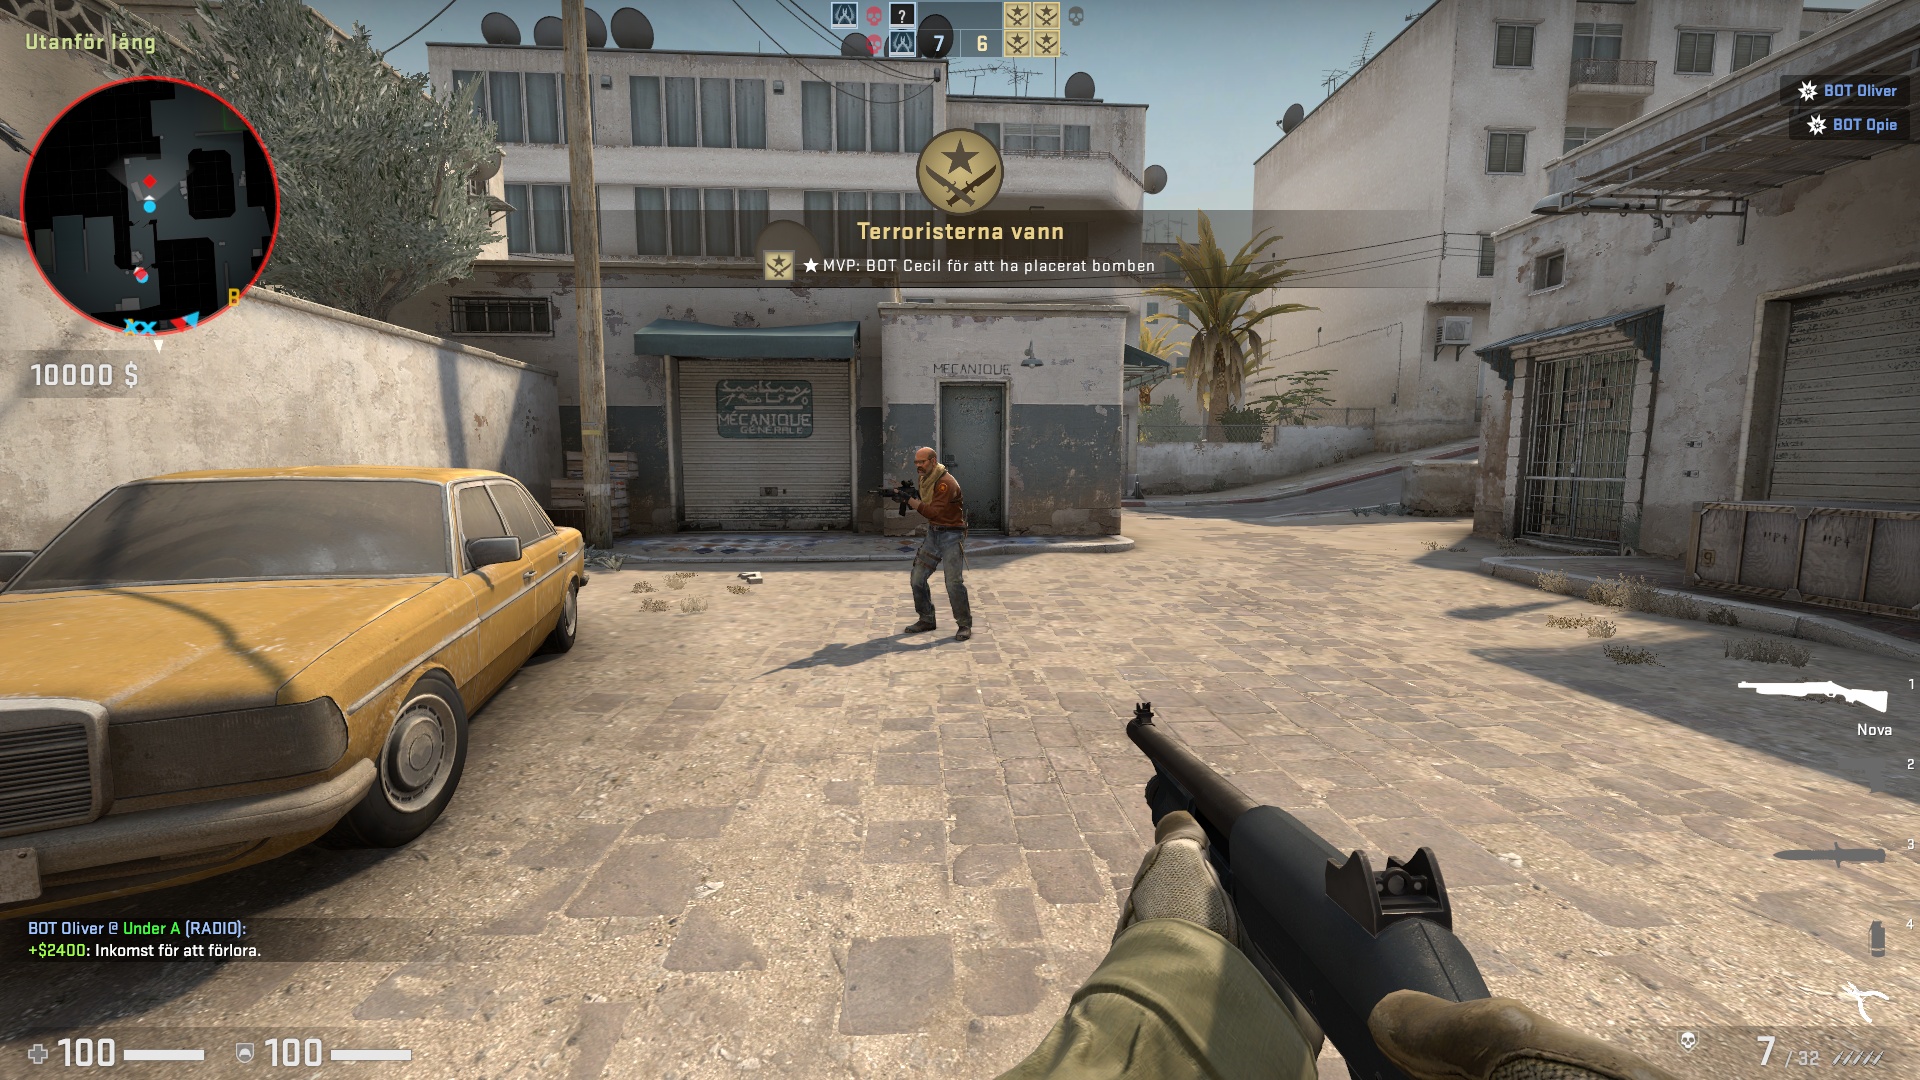 Utanför lång
?
7 6
BOT Oliver
BOT Opie
Terroristerna vann
★ MVP: BOT Cecil för att ha placerat bomben
B
10000 $
MECANIQUE
MÉCANIQUE
GÉNÉRALE
1
Nova
2
3
4
BOT Oliver @ Under A (RADIO):
+$2400: Inkomst för att förlora.
100 100
7 / 32